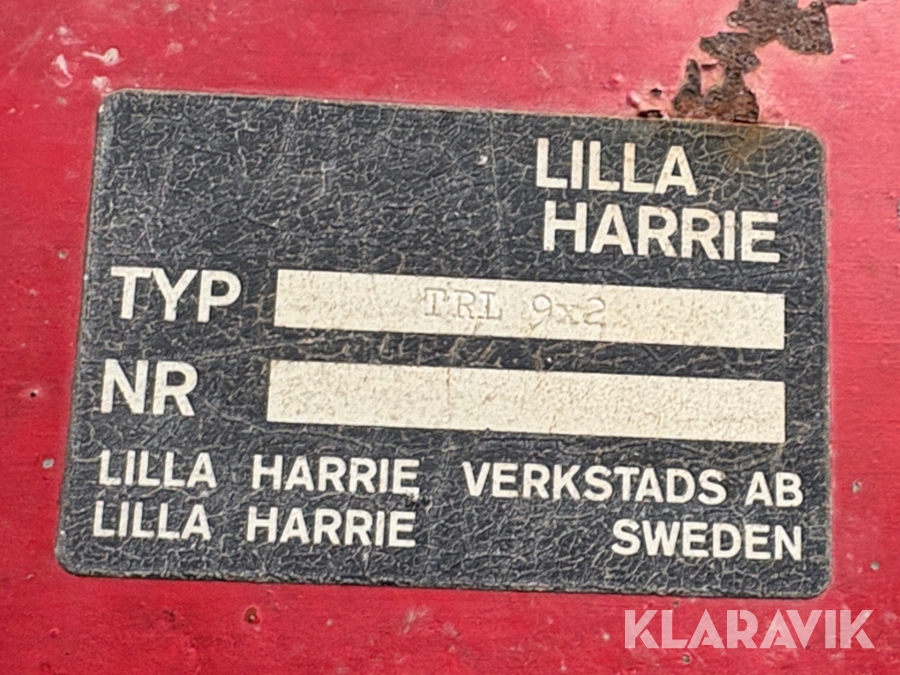 LILLA
HARRIE
TYP TRL 9x2
NR
LILLA HARRIE VERKSTADS AB
LILLA HARRIE SWEDEN
KLARAVIK